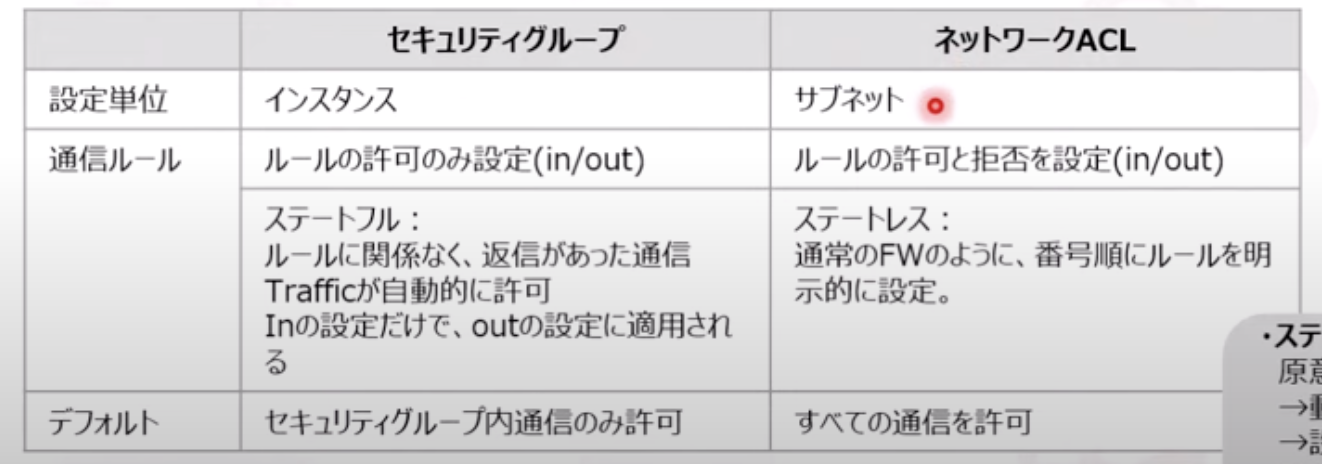 セキュリティグループ ネットワークACL
設定単位 インスタンス サブネット
通信ルール ルールの許可のみ設定(in/out) ルールの許可と拒否を設定(in/out)
ステートフル：
ルールに関係なく、返信があった通信
Trafficが自動的に許可
Inの設定だけで、outの設定に適用され
る
ステートレス：
通常のFWのように、番号順にルールを明
示的に設定。
デフォルト セキュリティグループ内通信のみ許可 すべての通信を許可
・ステ
原意
→動
→